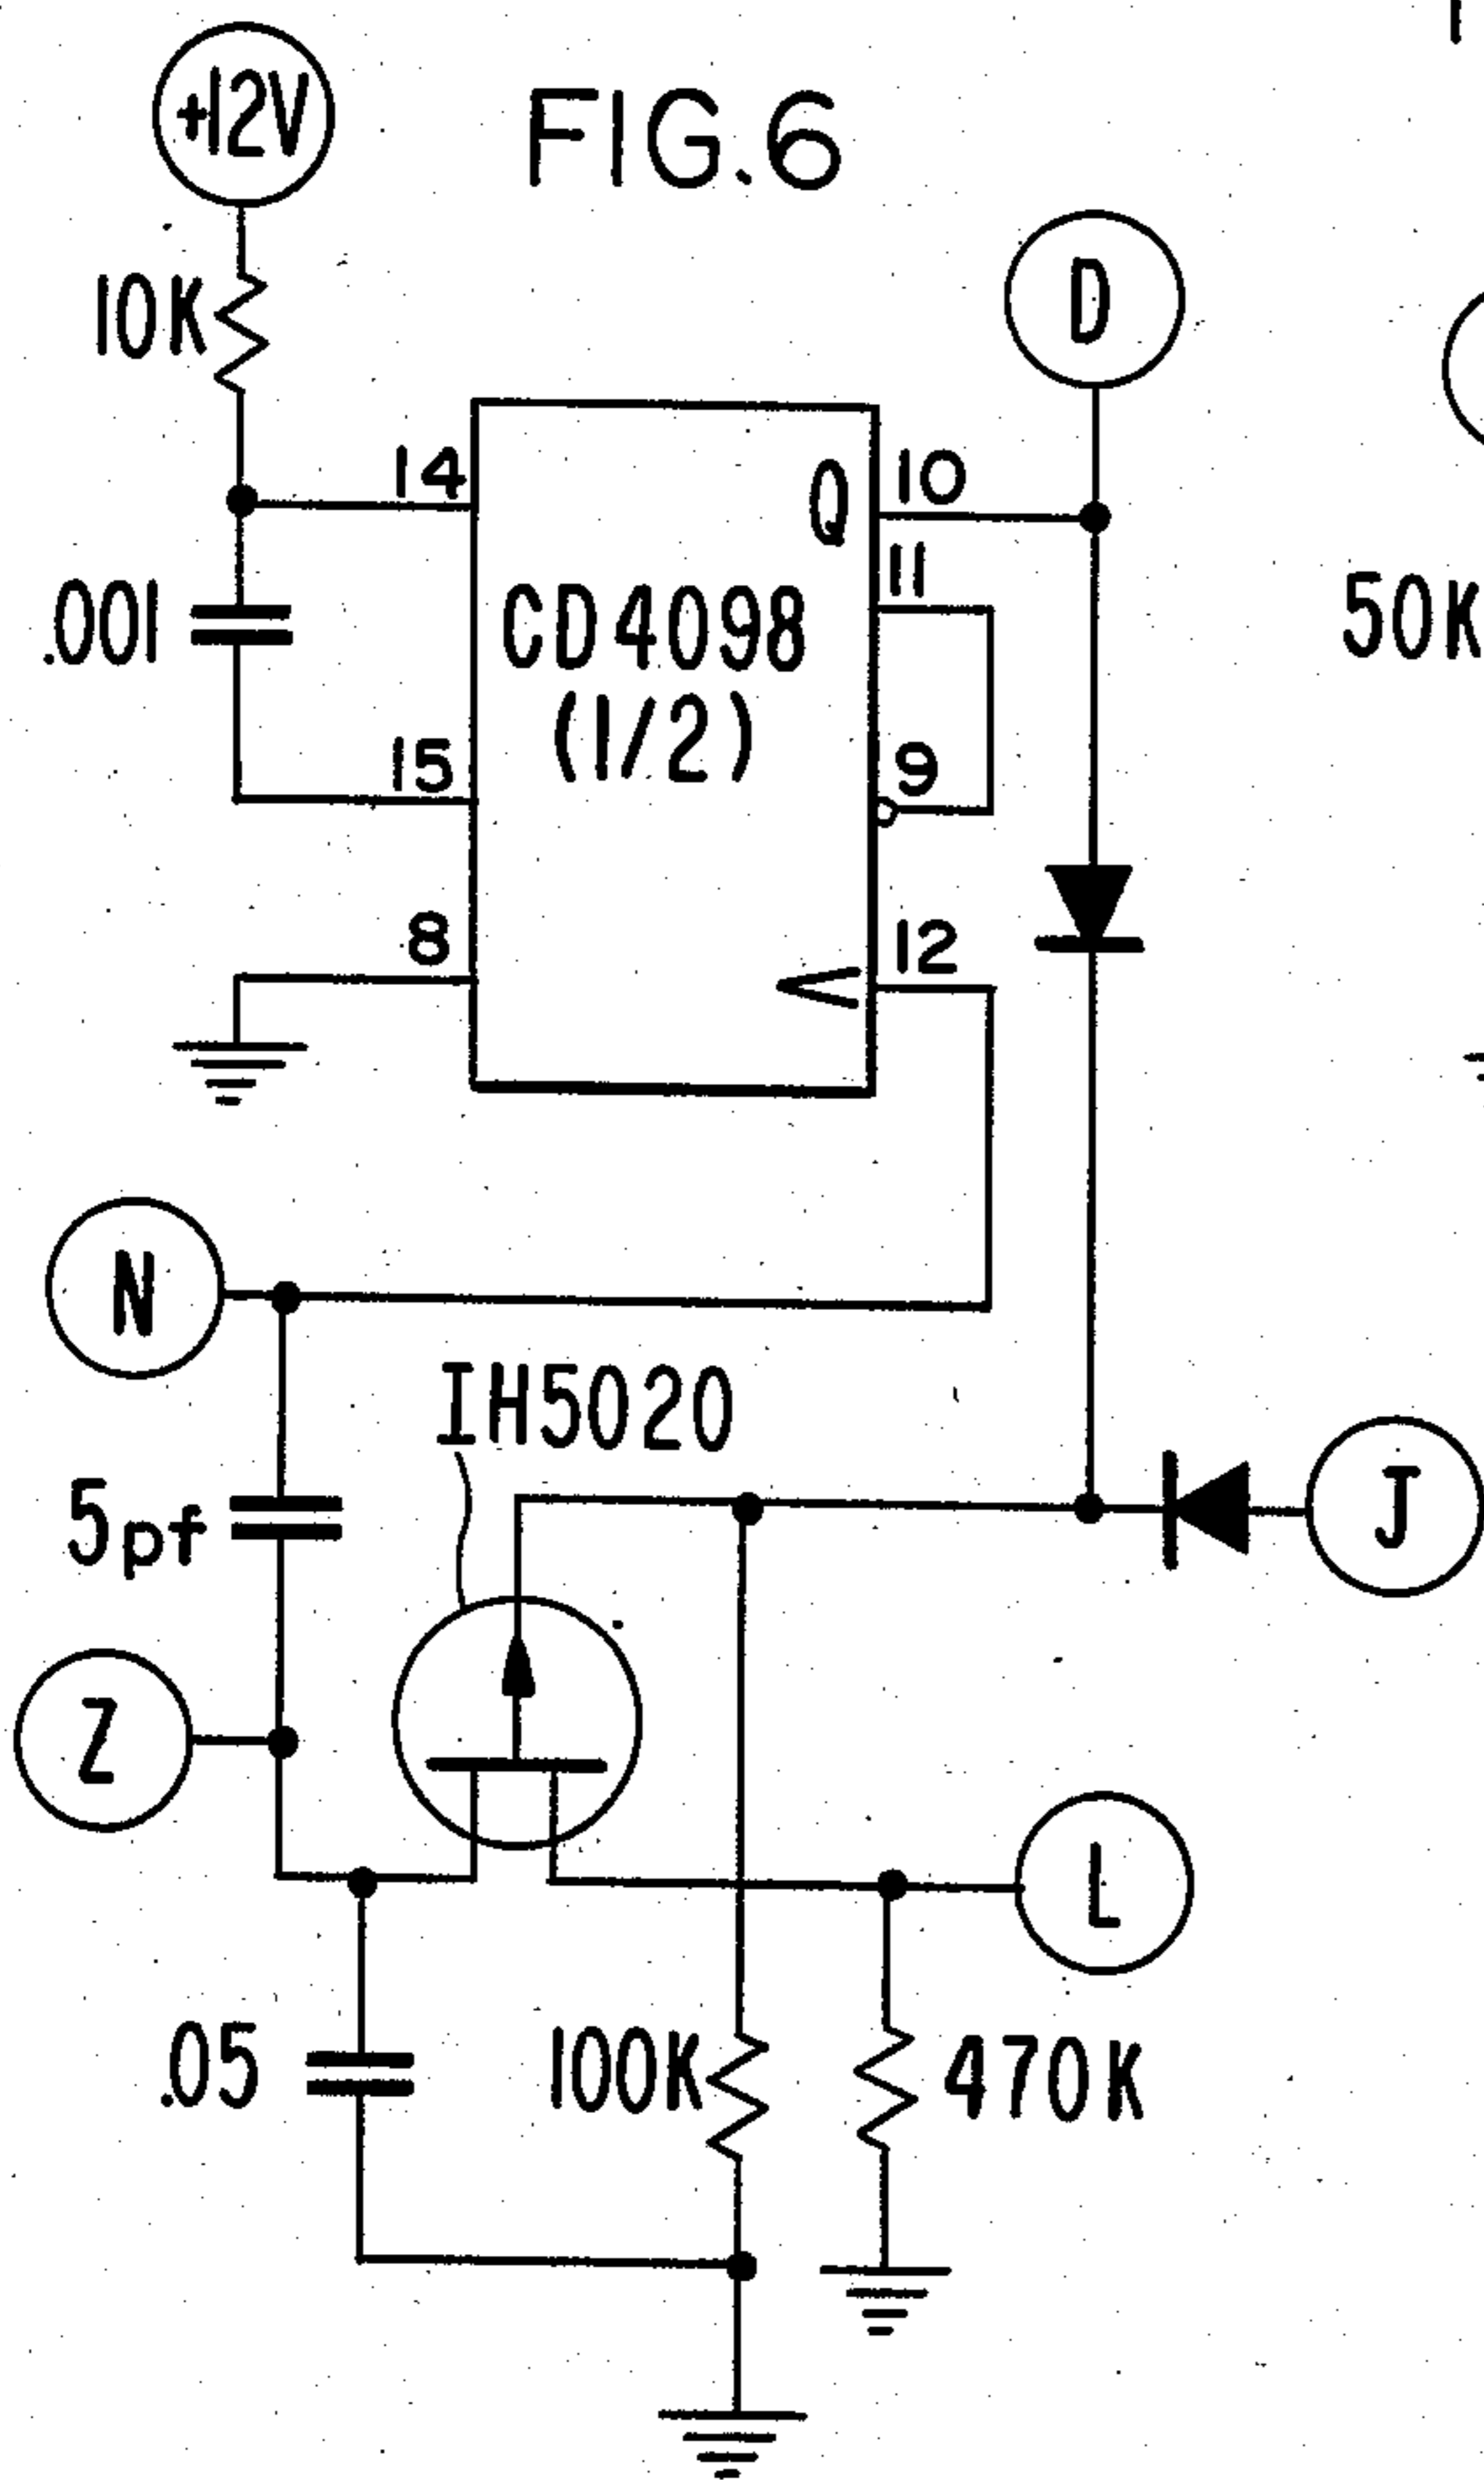 +12V
FIG.6
10K
D
14
Q
10
11
.001
CD4098
(1/2)
50K
15
9
8
12
N
IH5020
5pf
J
Z
L
.05
100K
470K